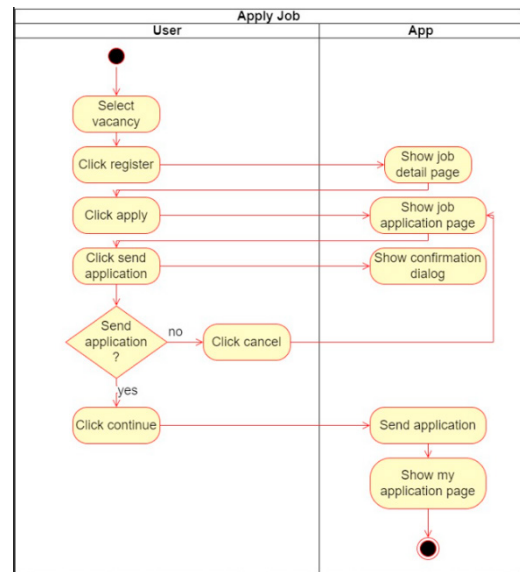 Apply Job
User
App
Select
vacancy
Click register
Show job
detail page
Click apply
Show job
application page
Click send
application
Show confirmation
dialog
Send
application
?
no
Click cancel
yes
Click continue
Send application
Show my
application page